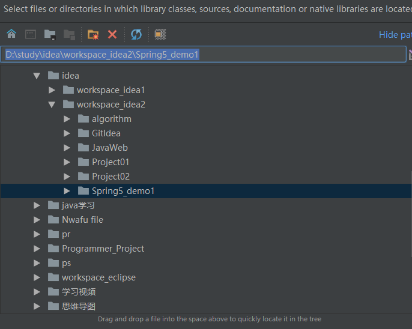 Select files or directories in which library classes, sources, documentation or native libraries are locate
Hide pat
D:\study\idea\workspace_idea2\Spring5_demo1
idea
workspace_idea1
workspace_idea2
algorithm
GitIdea
JavaWeb
Project01
Project02
Spring5_demo1
java学习
Nwafu file
pr
Programmer_Project
ps
workspace_eclipse
学习视频
思维导图
Drag and drop a file into the space above to quickly locate it in the tree